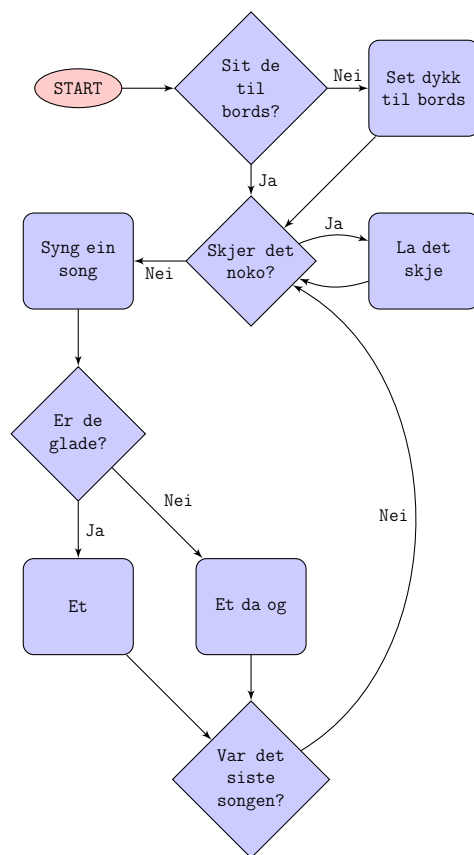 START
Sit de
til
bords?
Nei
Set dykk
til bords
Ja
Skjer det
noko?
Ja
La det
skje
Nei
Syng ein
song
Er de
glade?
Ja
Nei
Et
Et da og
Nei
Var det
siste
songen?